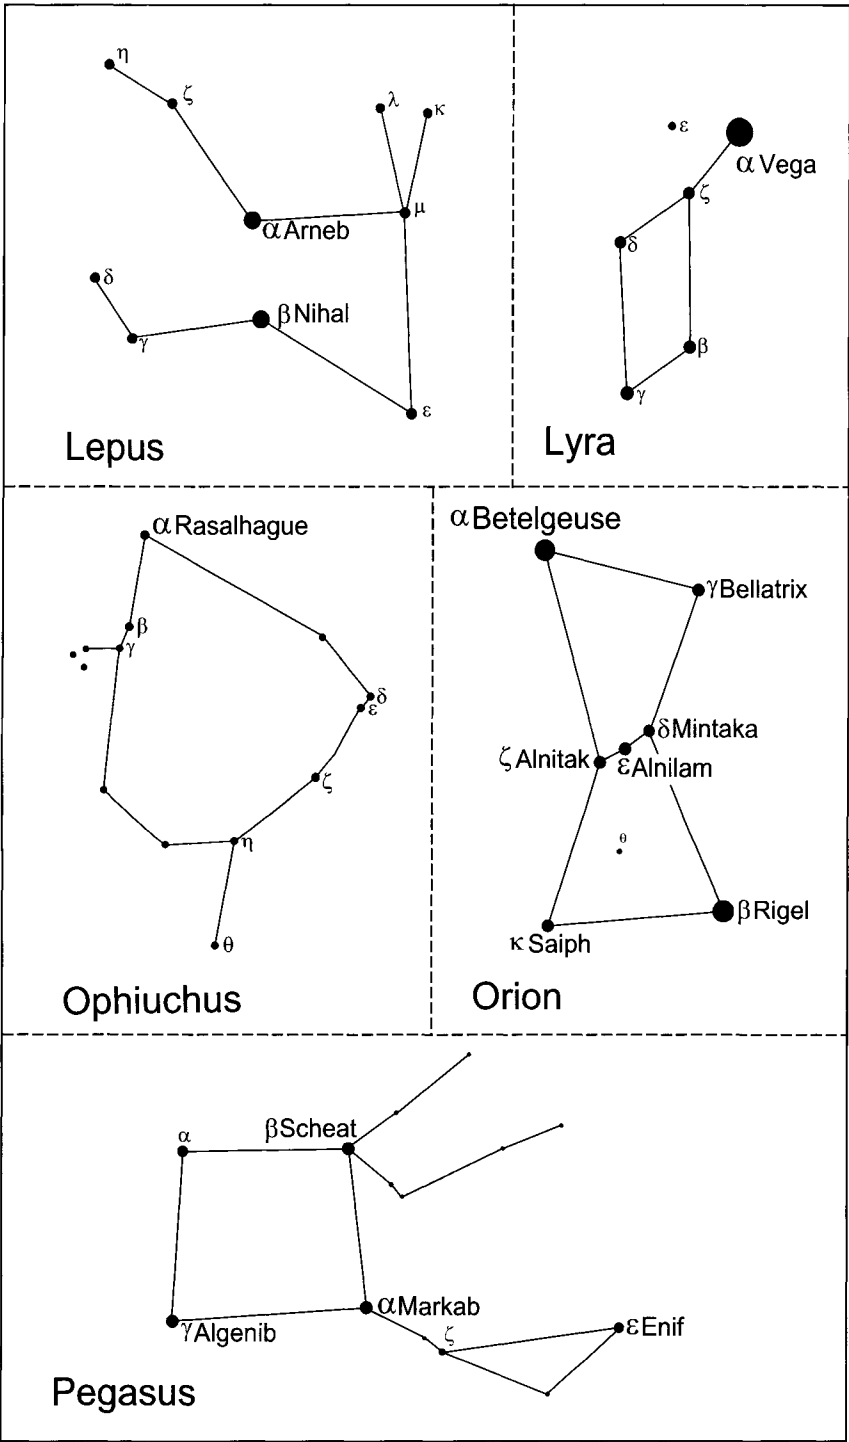 η
ζ
λ
κ
μ
α Arneb
δ
β Nihal
γ
ε
Lepus
ε
α Vega
ζ
δ
β
γ
Lyra
α Rasalhague
β
γ
δ
ε
ζ
η
θ
Ophiuchus
α Betelgeuse
γ Bellatrix
δ Mintaka
ζ Alnitak
ε Alnilam
θ
β Rigel
κ Saiph
Orion
α
β Scheat
α Markab
γ Algenib
ζ
ε Enif
Pegasus